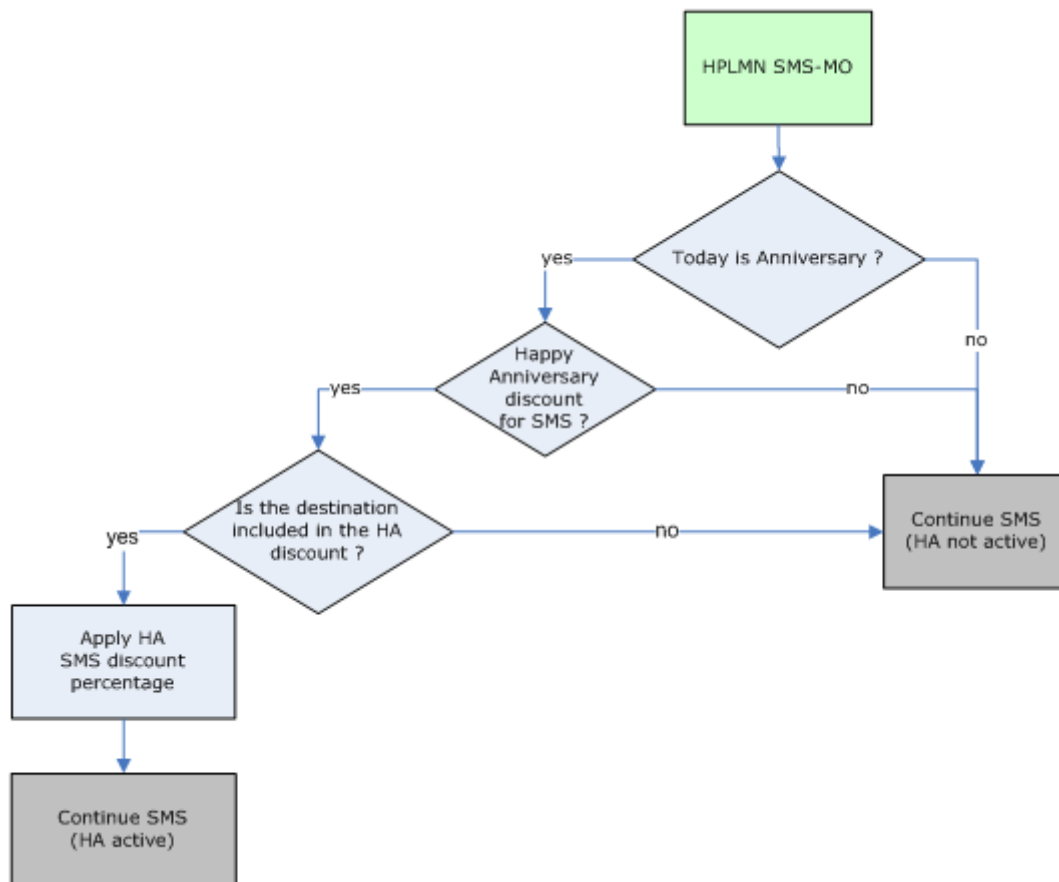 HPLMN SMS-MO
Today is Anniversary ?
yes
no
Happy
Anniversary
discount
for SMS ?
yes
no
Is the destination
included in the HA
discount ?
yes
no
Continue SMS
(HA not active)
Apply HA
SMS discount
percentage
Continue SMS
(HA active)